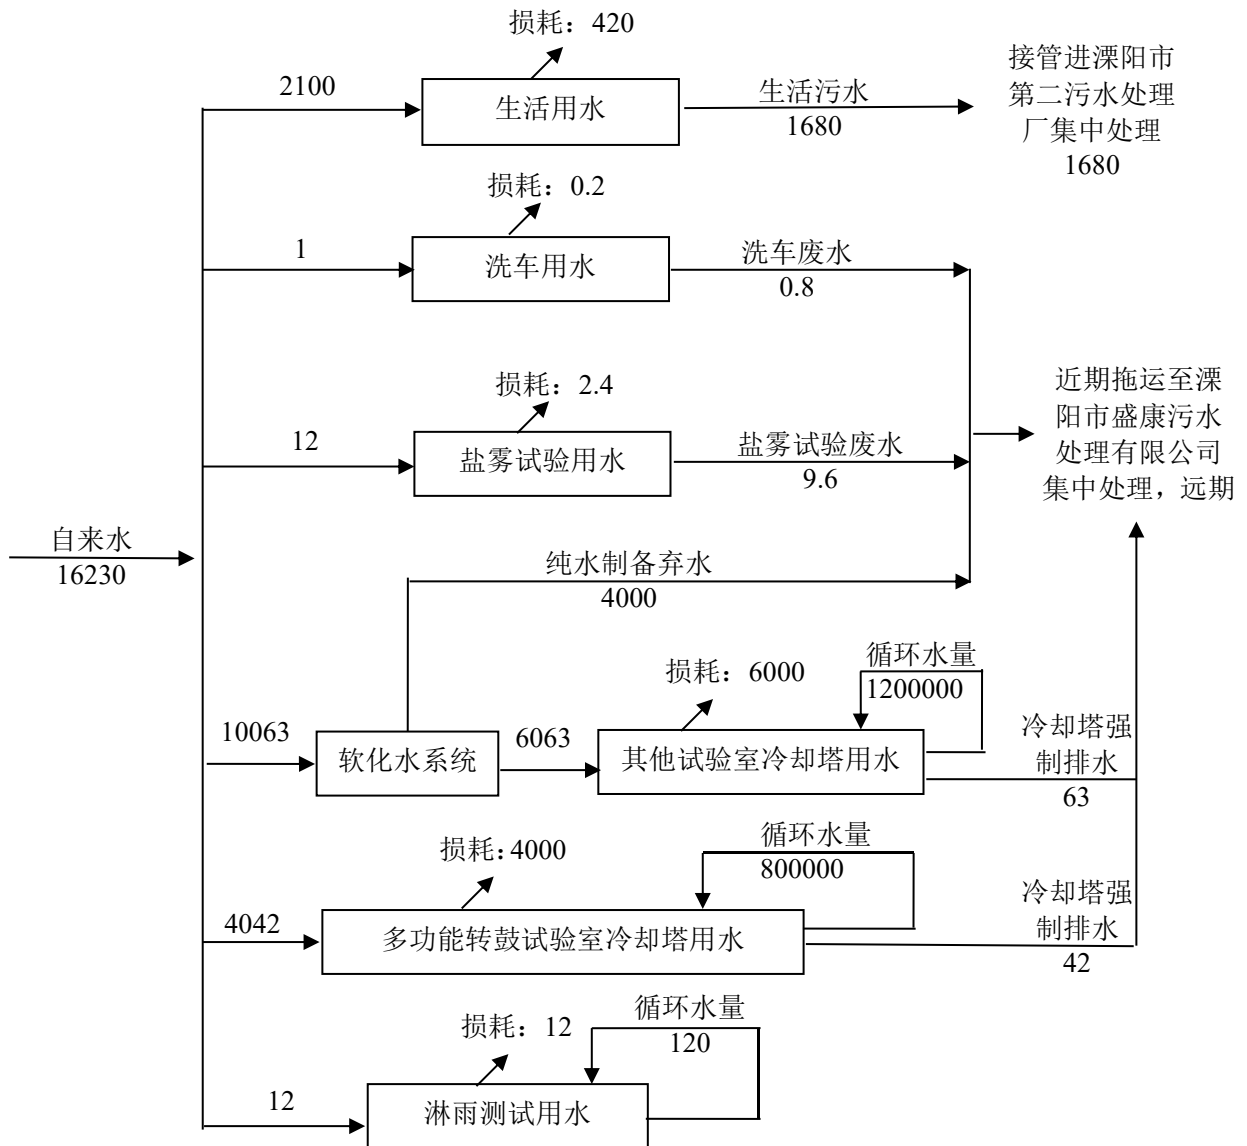 损耗：420
2100
生活用水
生活污水
1680
接管进溧阳市
第二污水处理
厂集中处理
1680
损耗：0.2
1
洗车用水
洗车废水
0.8
损耗：2.4
12
盐雾试验用水
盐雾试验废水
9.6
近期拖运至溧
阳市盛康污水
处理有限公司
集中处理，远期
自来水
16230
纯水制备弃水
4000
损耗：6000
循环水量
1200000
10063
软化水系统
6063
其他试验室冷却塔用水
冷却塔强
制排水
63
损耗:4000
循环水量
800000
4042
多功能转鼓试验室冷却塔用水
冷却塔强
制排水
42
损耗：12
循环水量
120
12
淋雨测试用水